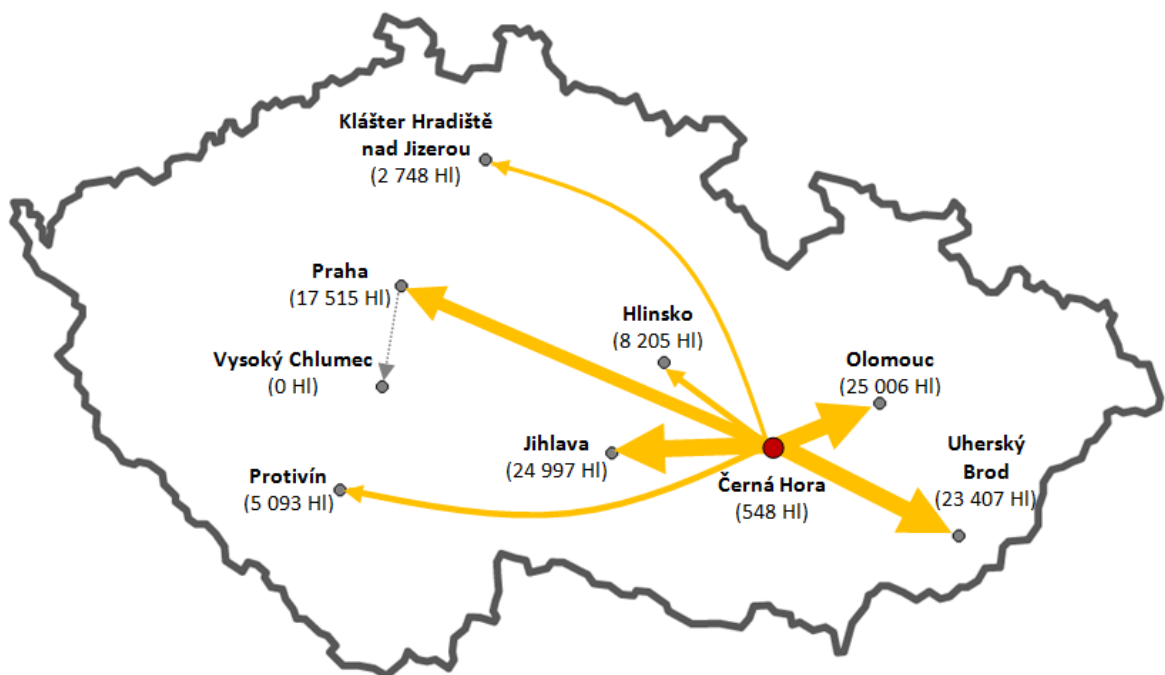 Klášter Hradiště
nad Jizerou
(2 748 Hl)
Praha
(17 515 Hl)
Hlinsko
(8 205 Hl)
Vysoký Chlumec
(0 Hl)
Olomouc
(25 006 Hl)
Jihlava
(24 997 Hl)
Uherský
Brod
(23 407 Hl)
Protivín
(5 093 Hl)
Černá Hora
(548 Hl)